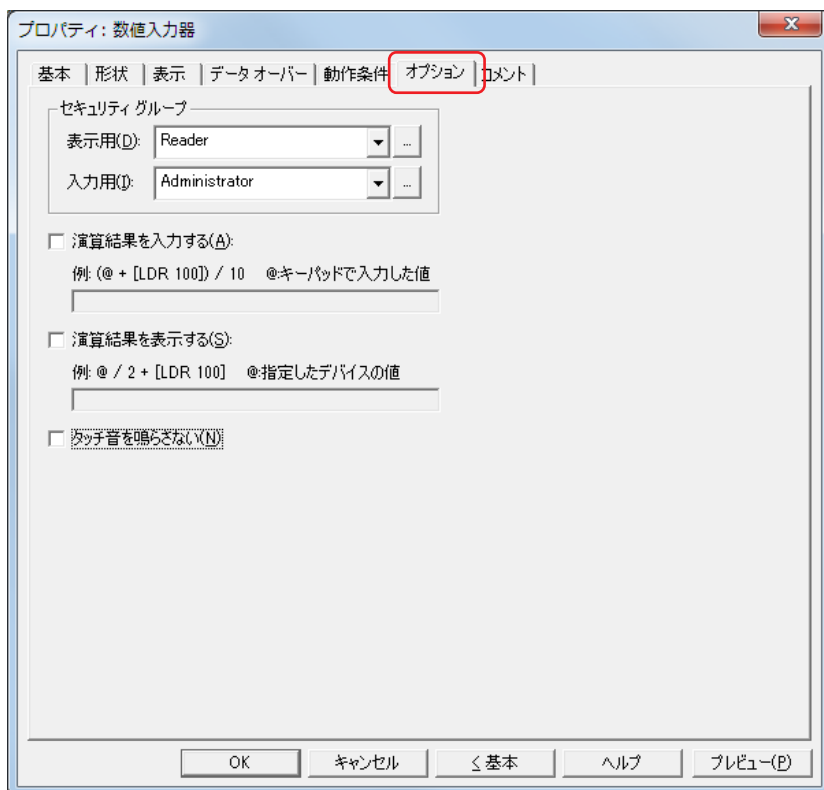 プロパティ: 数値入力器
基本 形状 表示 データ オーバー 動作条件 オプション コメント
セキュリティ グループ
表示用(D): Reader ...
入力用(I): Administrator ...
演算結果を入力する(A):
例: (@ + [LDR 100]) / 10 @:キーパッドで入力した値
演算結果を表示する(S):
例: @ / 2 + [LDR 100] @:指定したデバイスの値
タッチ音を鳴らさない(N)
OK キャンセル < 基本 ヘルプ プレビュー(P)